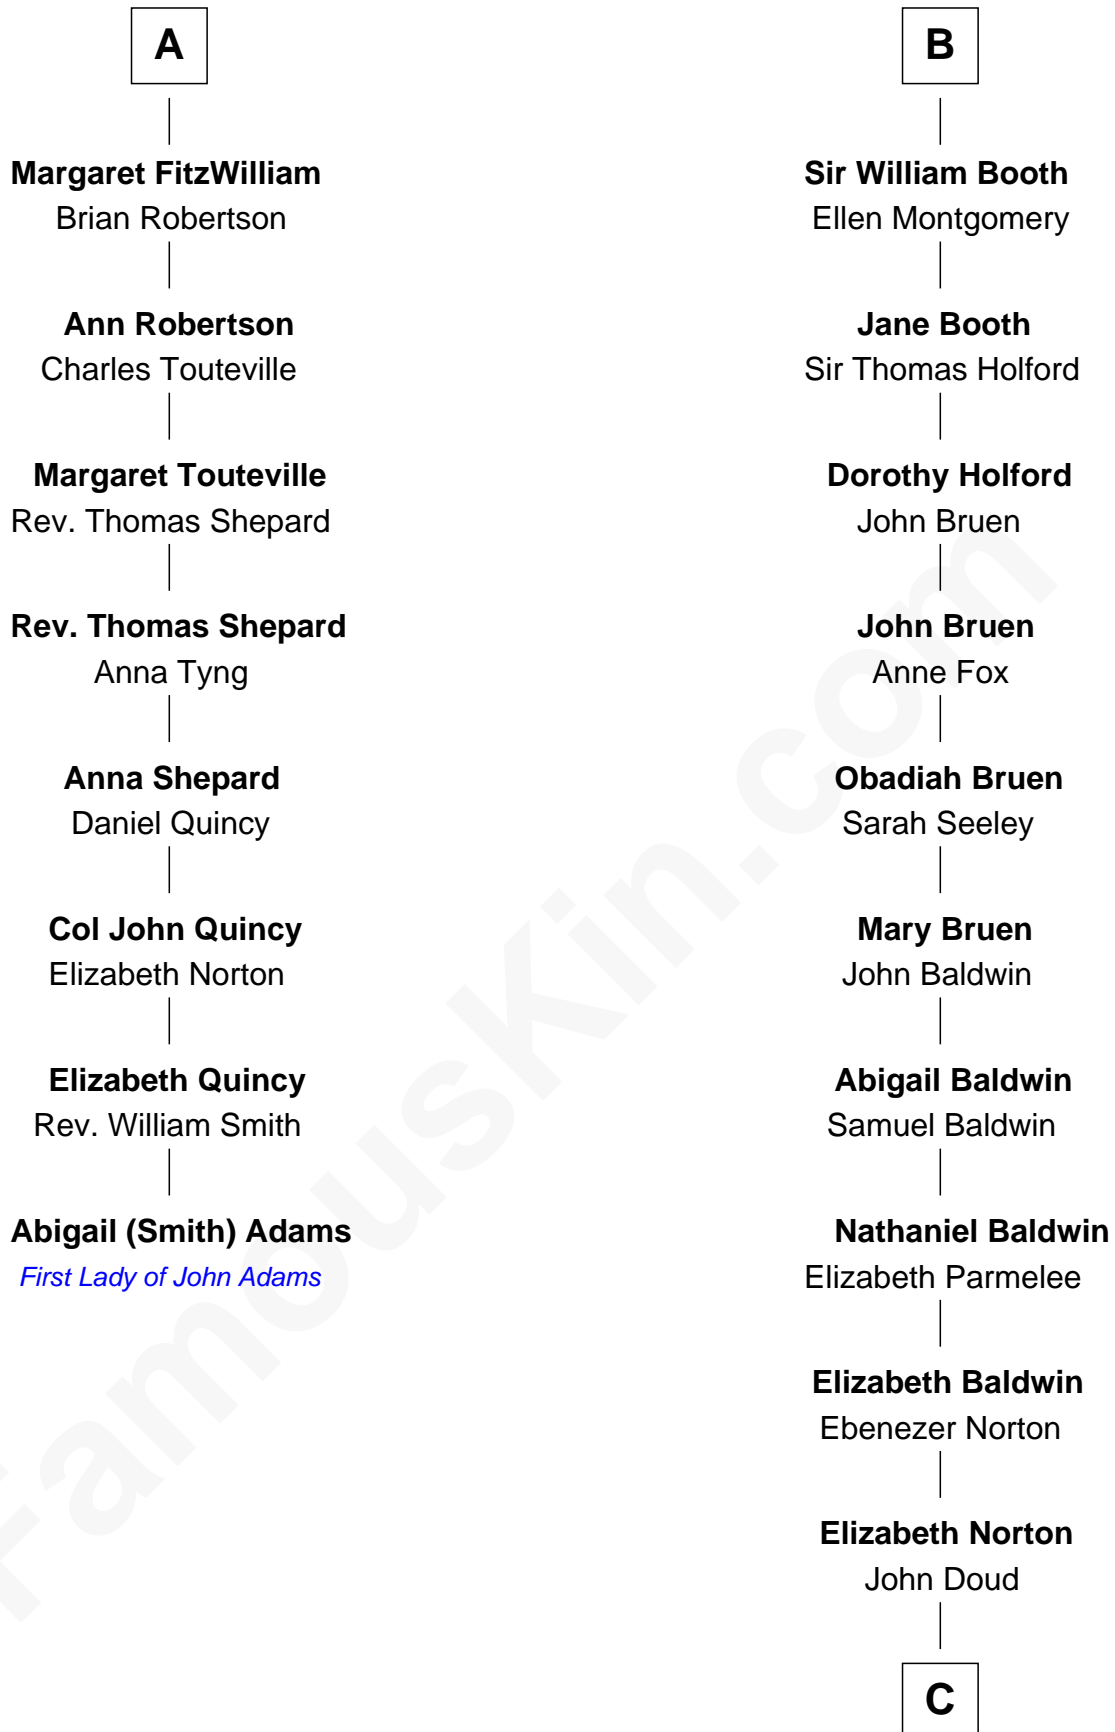 A
Margaret FitzWilliam
Brian Robertson
Ann Robertson
Charles Touteville
Margaret Touteville
Rev. Thomas Shepard
Rev. Thomas Shepard
Anna Tyng
Anna Shepard
Daniel Quincy
Col John Quincy
Elizabeth Norton
Elizabeth Quincy
Rev. William Smith
Abigail (Smith) Adams
First Lady of John Adams
B
Sir William Booth
Ellen Montgomery
Jane Booth
Sir Thomas Holford
Dorothy Holford
John Bruen
John Bruen
Anne Fox
Obadiah Bruen
Sarah Seeley
Mary Bruen
John Baldwin
Abigail Baldwin
Samuel Baldwin
Nathaniel Baldwin
Elizabeth Parmelee
Elizabeth Baldwin
Ebenezer Norton
Elizabeth Norton
John Doud
C
FamousKin.com